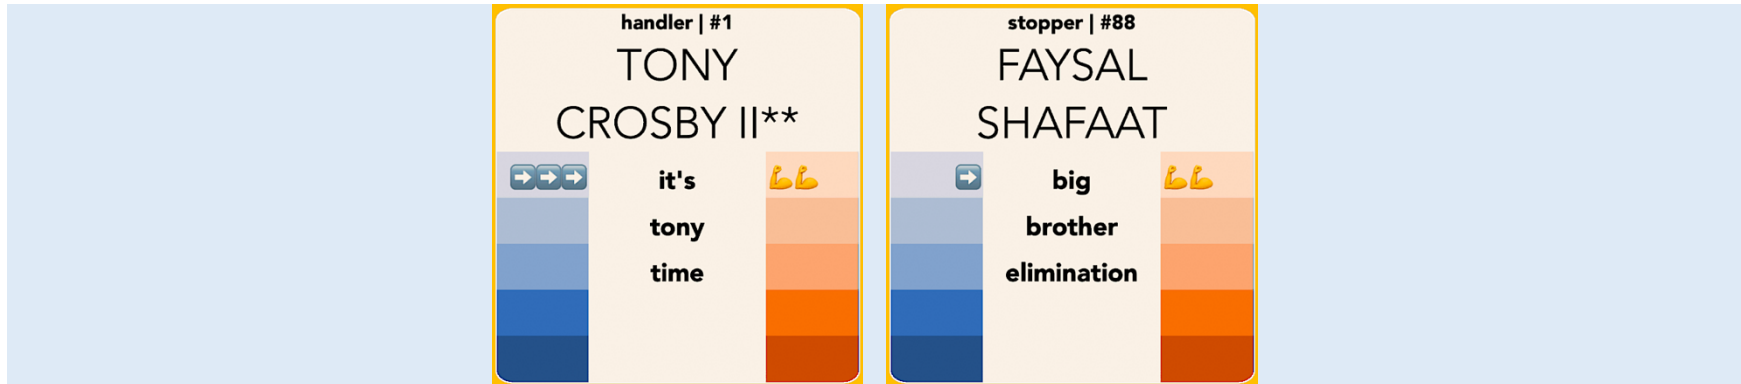 handler | #1
TONY
CROSBY II**
➡➡➡ it's 💪💪
tony
time
stopper | #88
FAYSAL
SHAFAAT
➡ big 💪💪
brother
elimination